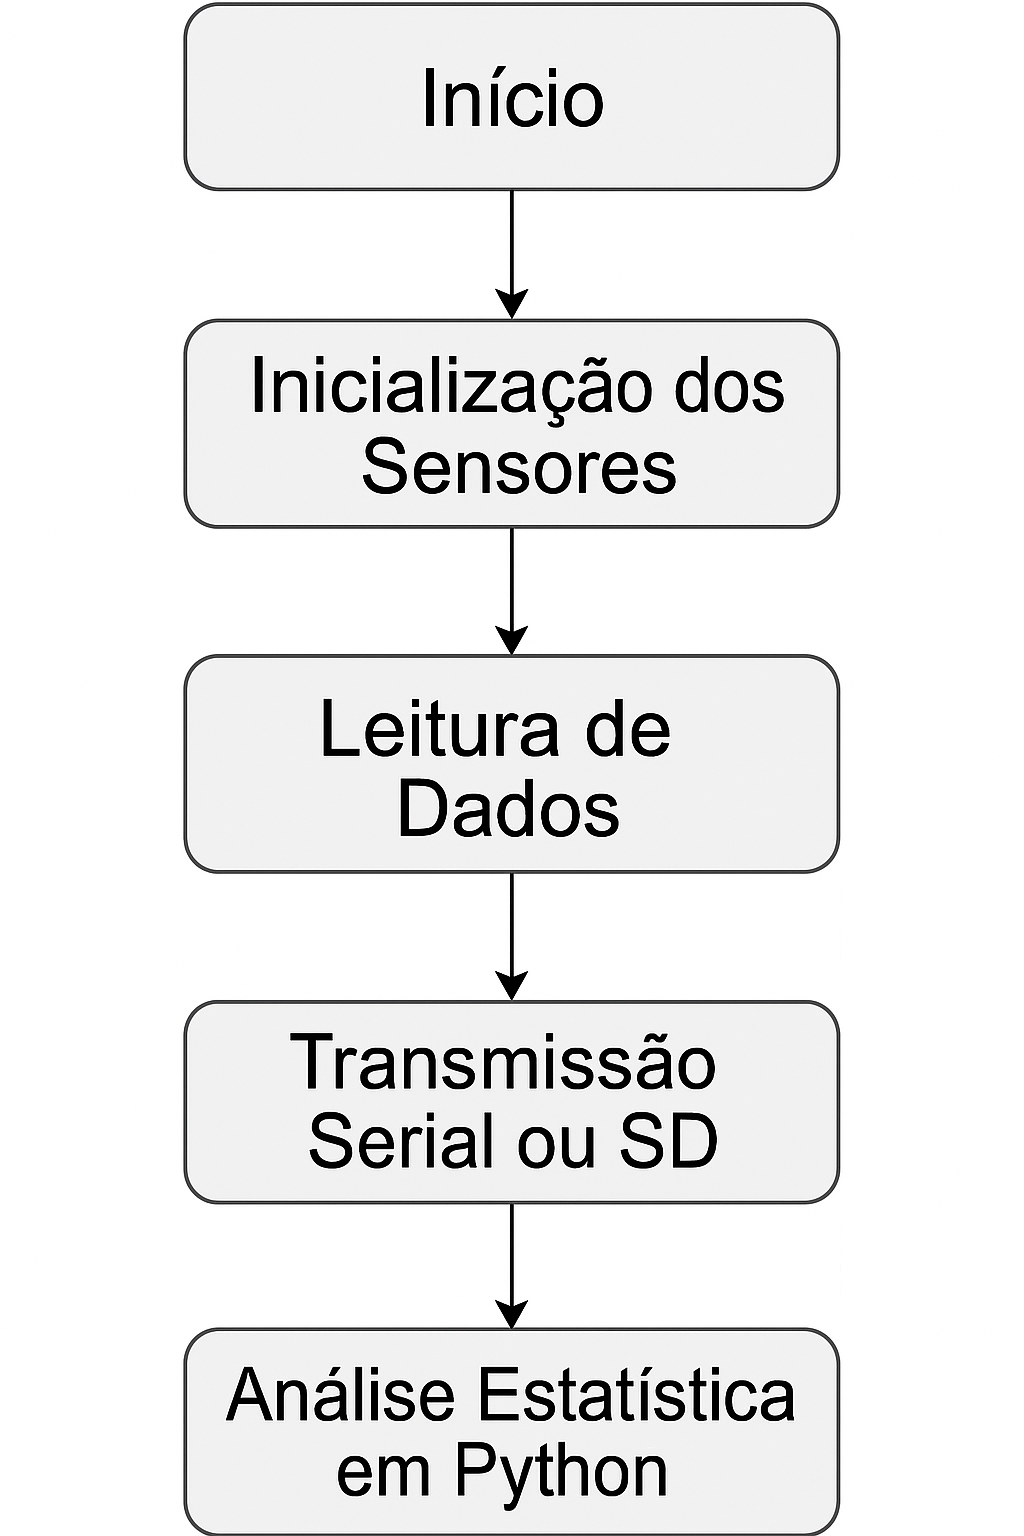 Início
Inicialização dos
Sensores
Leitura de
Dados
Transmissão
Serial ou SD
Análise Estatística
em Python